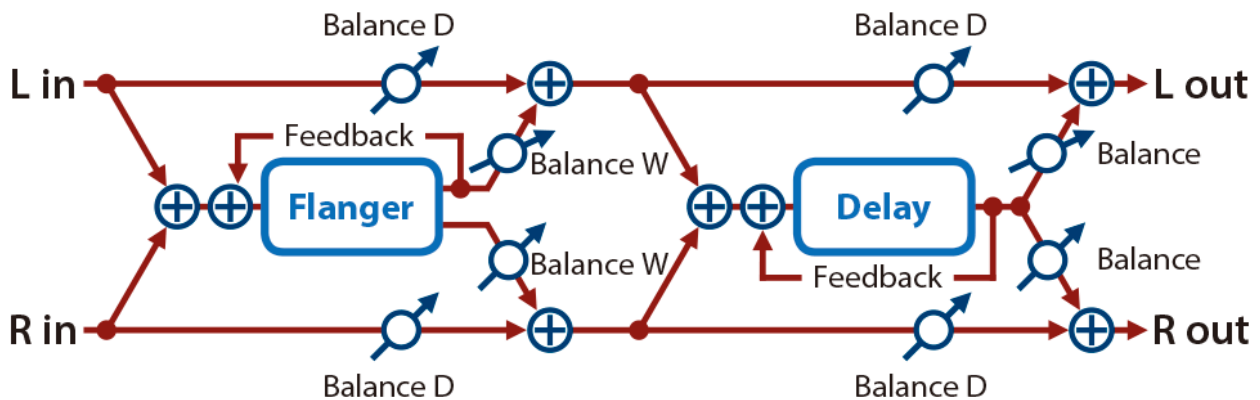 Balance D
Balance D
L in
L out
Feedback
Balance W
Balance
Flanger
Delay
Balance W
Feedback
Balance
R in
R out
Balance D
Balance D